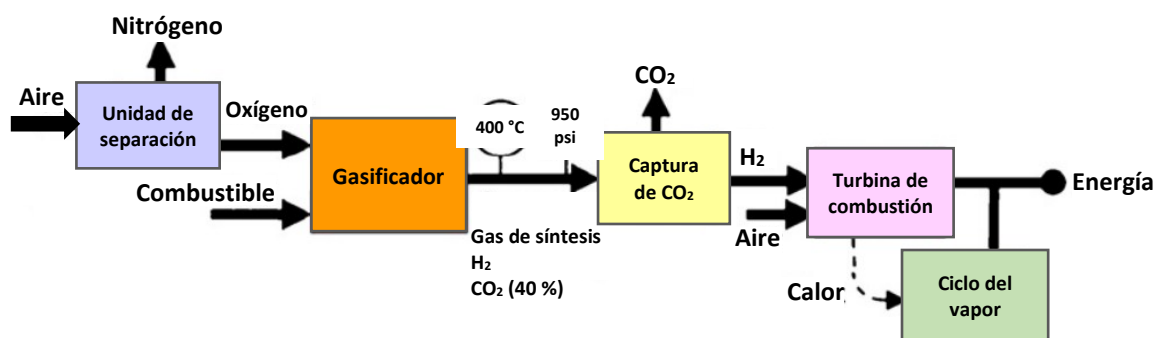 Nitrógeno
Aire
Unidad de
separación
Oxígeno
Combustible
Gasificador
400 °C
950
psi
Gas de síntesis
H₂
CO₂ (40 %)
CO₂
Captura
de CO₂
H₂
Aire
Turbina de
combustión
Energía
Calor
Ciclo del
vapor